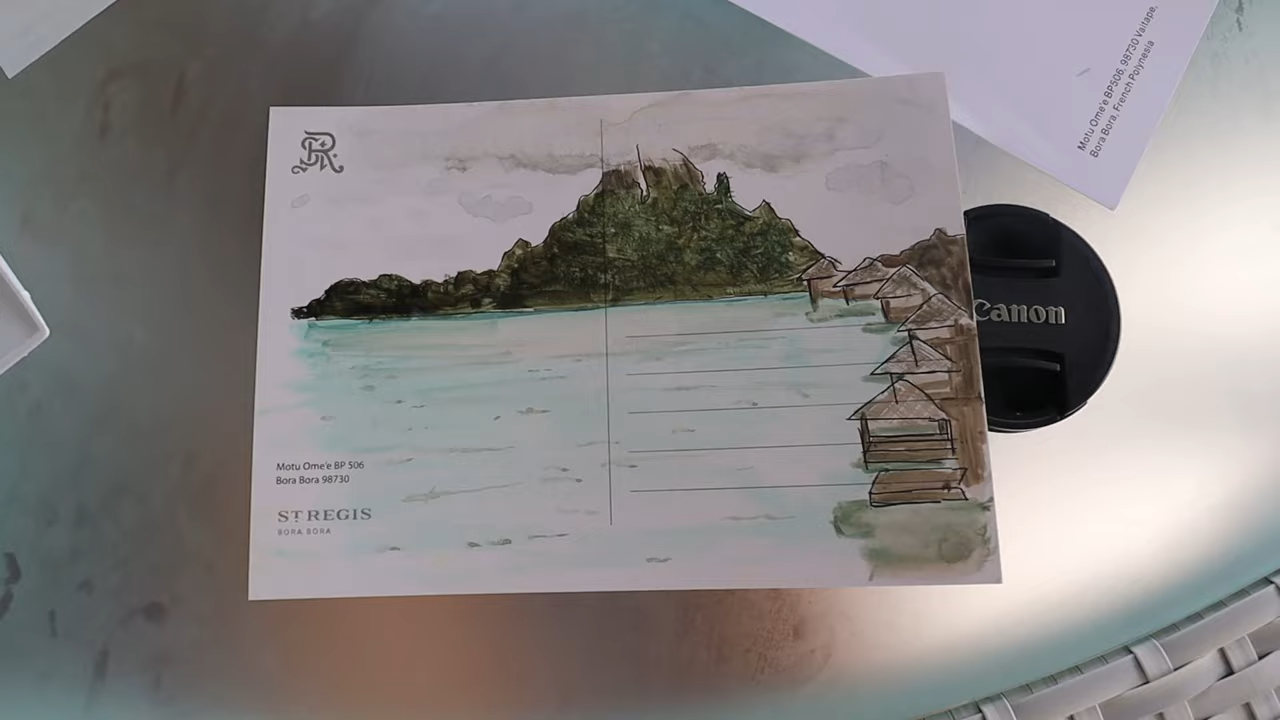 Motu Ome'e BP506, 98730 Vaitape,
Bora Bora, French Polynesia
R
Canon
Motu Ome'e BP 506
Bora Bora 98730
ST REGIS
BORA BORA